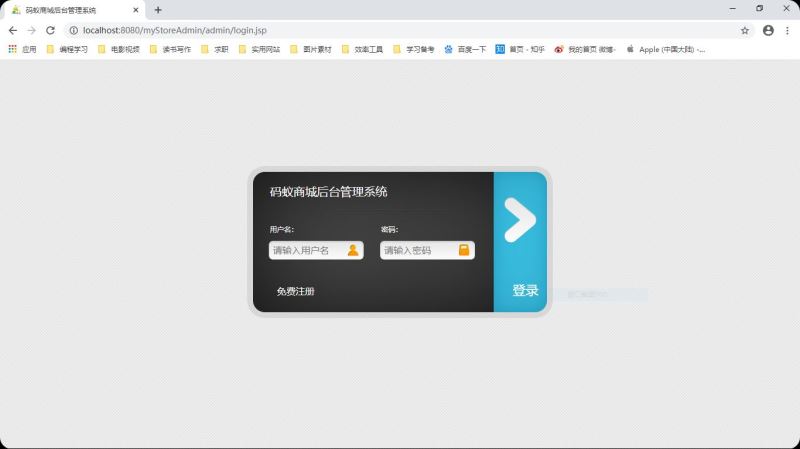 码蚁商城后台管理系统
localhost:8080/myStoreAdmin/admin/login.jsp
应用 编程学习 电影视频 读书写作 求职 实用网站 图片素材 效率工具 学习备考 百度一下 知 首页 - 知乎 我的首页 微博- Apple (中国大陆) -...
码蚁商城后台管理系统
用户名: 密码:
请输入用户名 请输入密码
免费注册 登录